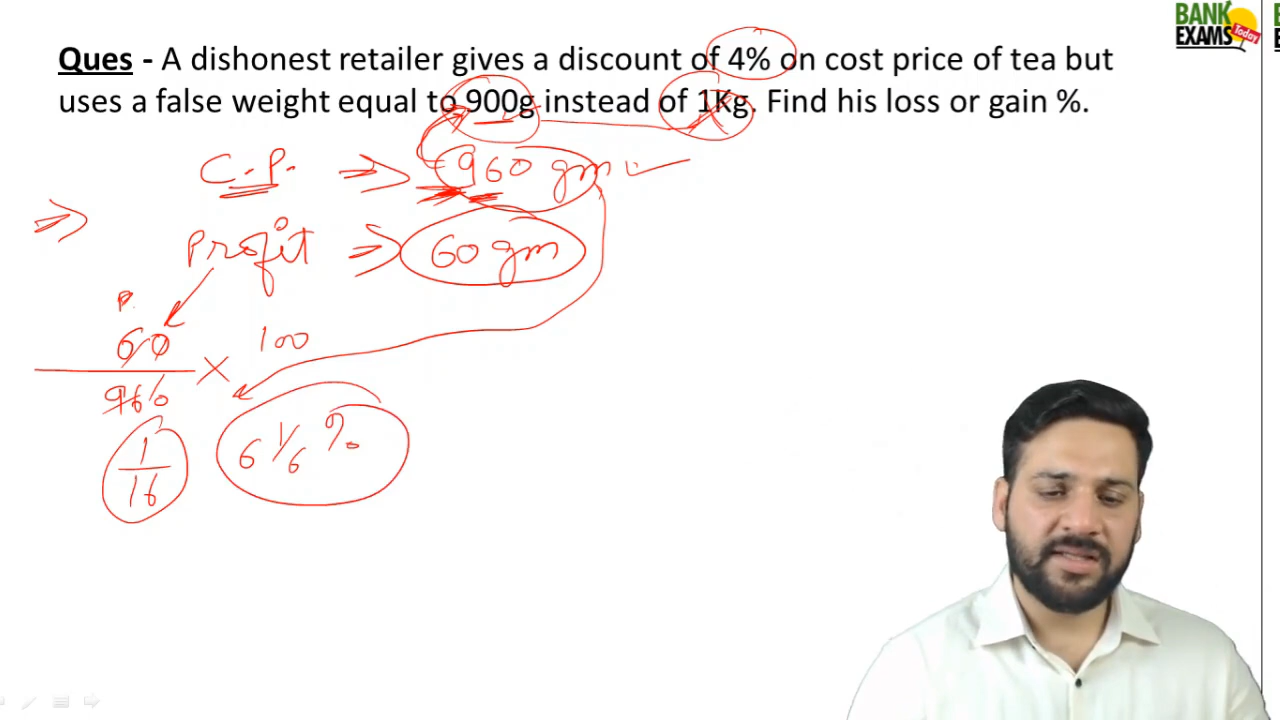 BANK
EXAMS Today
Ques - A dishonest retailer gives a discount of 4% on cost price of tea but
uses a false weight equal to 900g instead of 1Kg. Find his loss or gain %.
C.P. ⇒ 960 gm ✓
⇒
Profit ⇒ 60 gm
P.
60
960
× 100
1
16
6 1/6 %